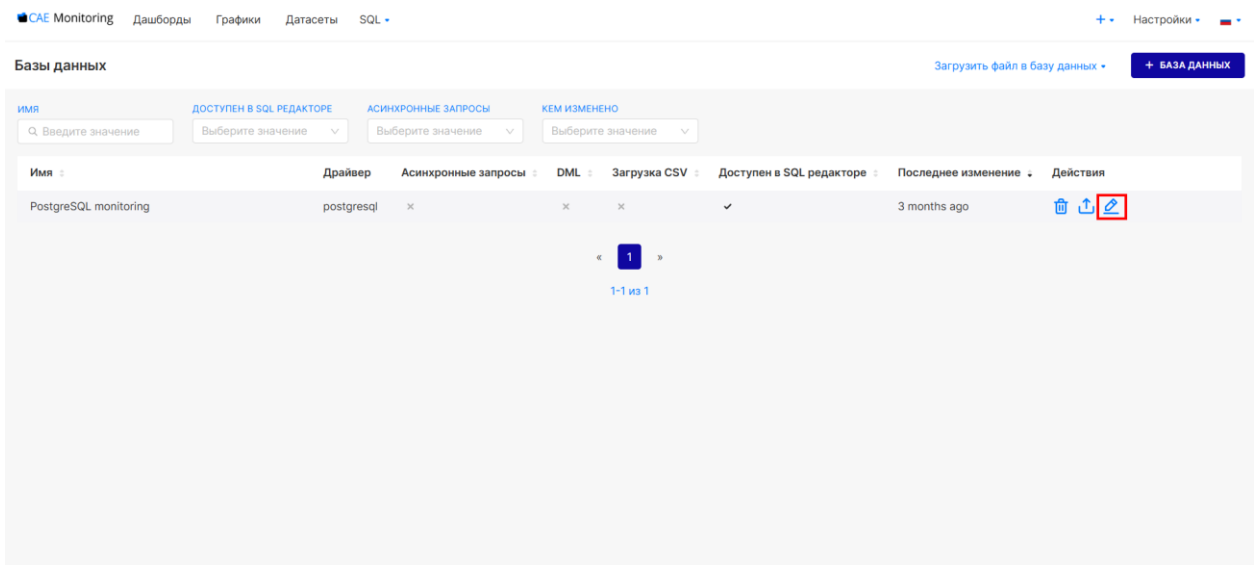 CAE Monitoring Дашборды Графики Датасеты SQL + Настройки
Базы данных Загрузить файл в базу данных + БАЗА ДАННЫХ
ИМЯ ДОСТУПЕН В SQL РЕДАКТОРЕ АСИНХРОННЫЕ ЗАПРОСЫ КЕМ ИЗМЕНЕНО
Введите значение Выберите значение Выберите значение Выберите значение
Имя Драйвер Асинхронные запросы DML Загрузка CSV Доступен в SQL редакторе Последнее изменение Действия
PostgreSQL monitoring postgresql 3 months ago
« 1 »
1-1 из 1